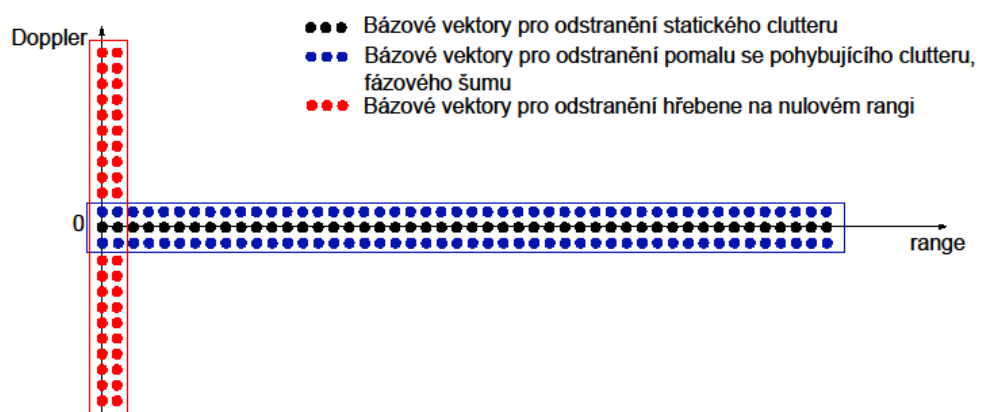 Doppler
Bázové vektory pro odstranění statického clutteru
Bázové vektory pro odstranění pomalu se pohybujícího clutteru,
fázového šumu
Bázové vektory pro odstranění hřebene na nulovém rangi
0
range